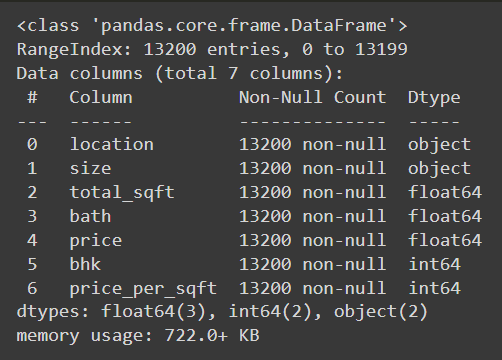 <class 'pandas.core.frame.DataFrame'>
RangeIndex: 13200 entries, 0 to 13199
Data columns (total 7 columns):
 #   Column          Non-Null Count  Dtype
---  ------          --------------  -----
 0   location        13200 non-null  object
 1   size            13200 non-null  object
 2   total_sqft      13200 non-null  float64
 3   bath            13200 non-null  float64
 4   price           13200 non-null  float64
 5   bhk             13200 non-null  int64
 6   price_per_sqft  13200 non-null  int64
dtypes: float64(3), int64(2), object(2)
memory usage: 722.0+ KB